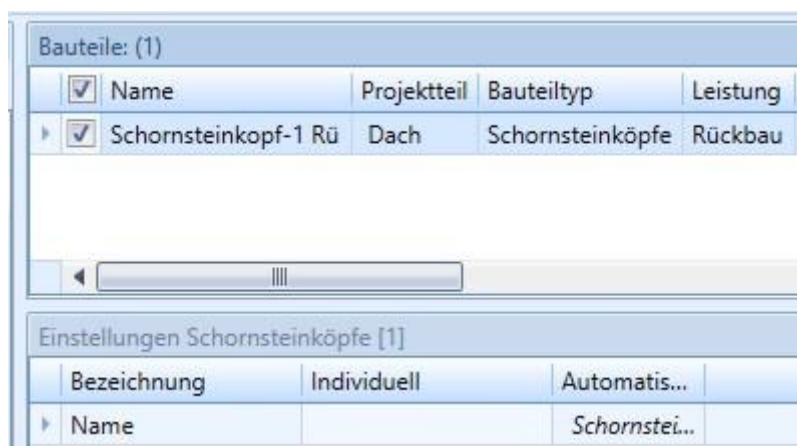 Bauteile: (1)
Name Projektteil Bauteiltyp Leistung
Schornsteinkopf-1 Rü Dach Schornsteinköpfe Rückbau
Einstellungen Schornsteinköpfe [1]
Bezeichnung Individuell Automatis...
Name Schornstei...